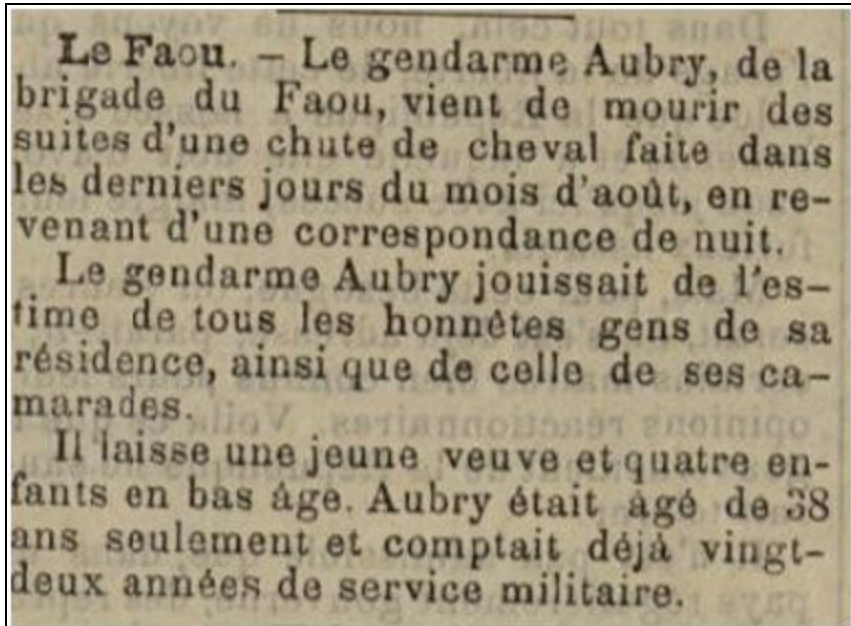 Le Faou. — Le gendarme Aubry, de la
brigade du Faou, vient de mourir des
suites d'une chute de cheval faite dans
les derniers jours du mois d'août, en re-
venant d'une correspondance de nuit.
Le gendarme Aubry jouissait de l'es-
time de tous les honnêtes gens de sa
résidence, ainsi que de celle de ses ca-
marades.
Il laisse une jeune veuve et quatre en-
fants en bas âge. Aubry était âgé de 38
ans seulement et comptait déjà vingt-
deux années de service militaire.